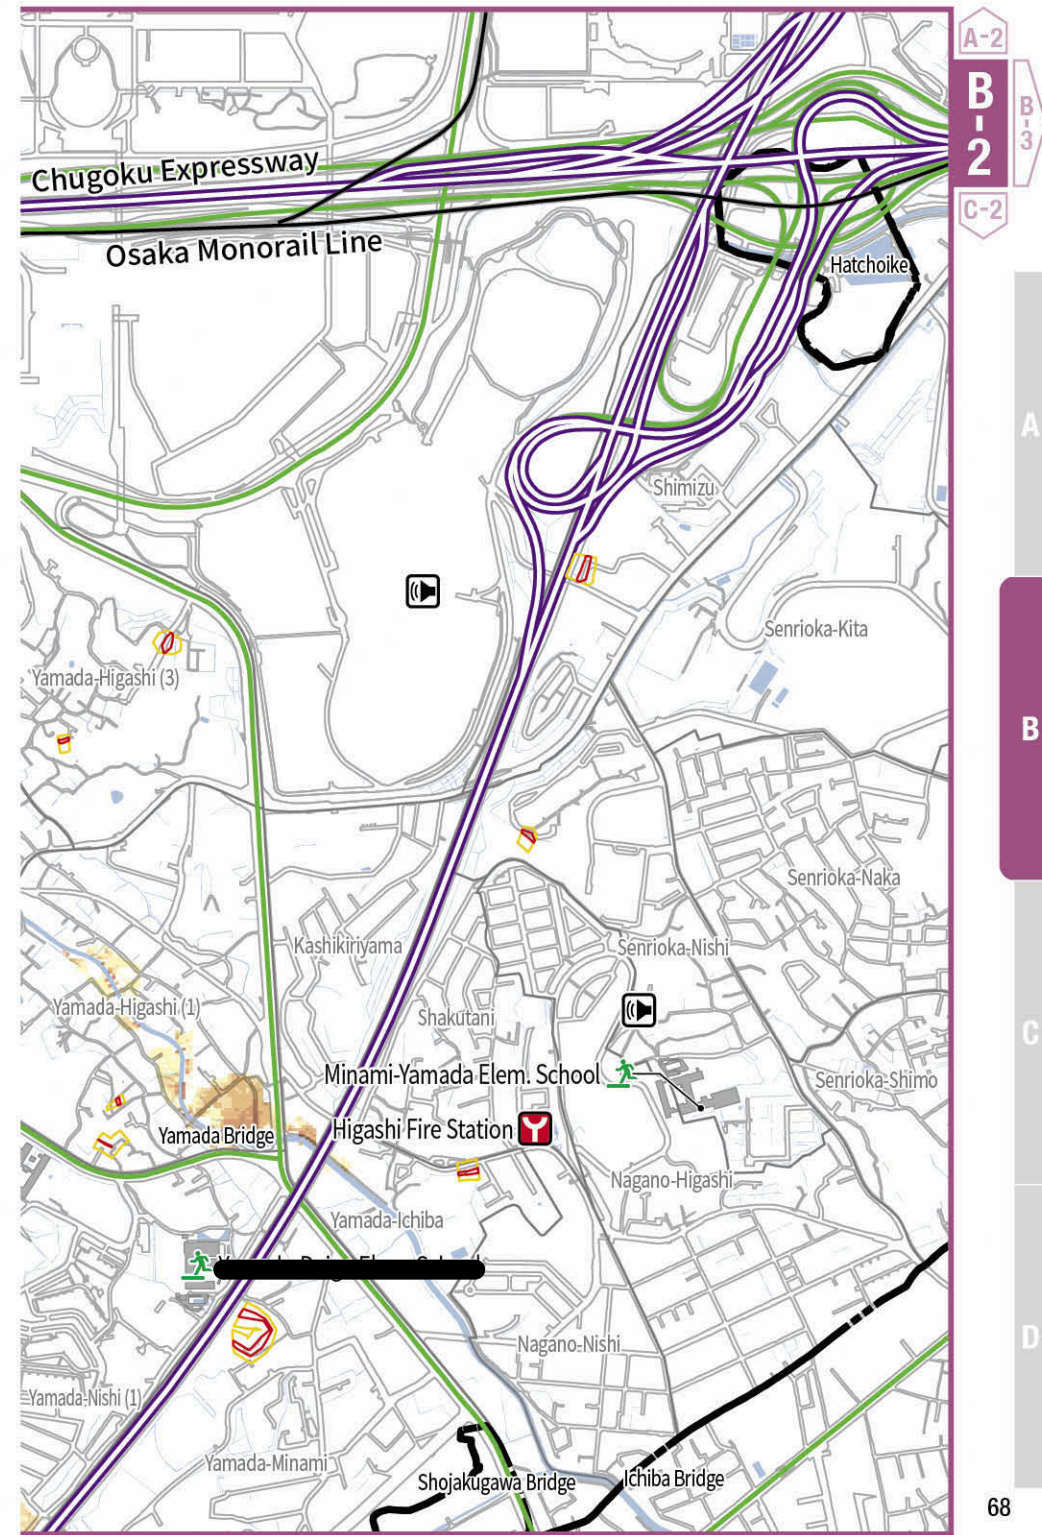 A-2
B-2
B-3
C-2
Chugoku Expressway
Osaka Monorail Line
Hatchoike
A
Shimizu
Senrioka-Kita
Yamada-Higashi (3)
B
Senrioka-Naka
Kashikiriyama
Senrioka-Nishi
Yamada-Higashi (1)
Shakutani
C
Minami-Yamada Elem. School
Senrioka-Shimo
Yamada Bridge
Higashi Fire Station
Nagano-Higashi
Yamada-Ichiba
Nagano-Nishi
D
Yamada-Nishi (1)
Yamada-Minami
Shojakugawa Bridge
Ichiba Bridge
68